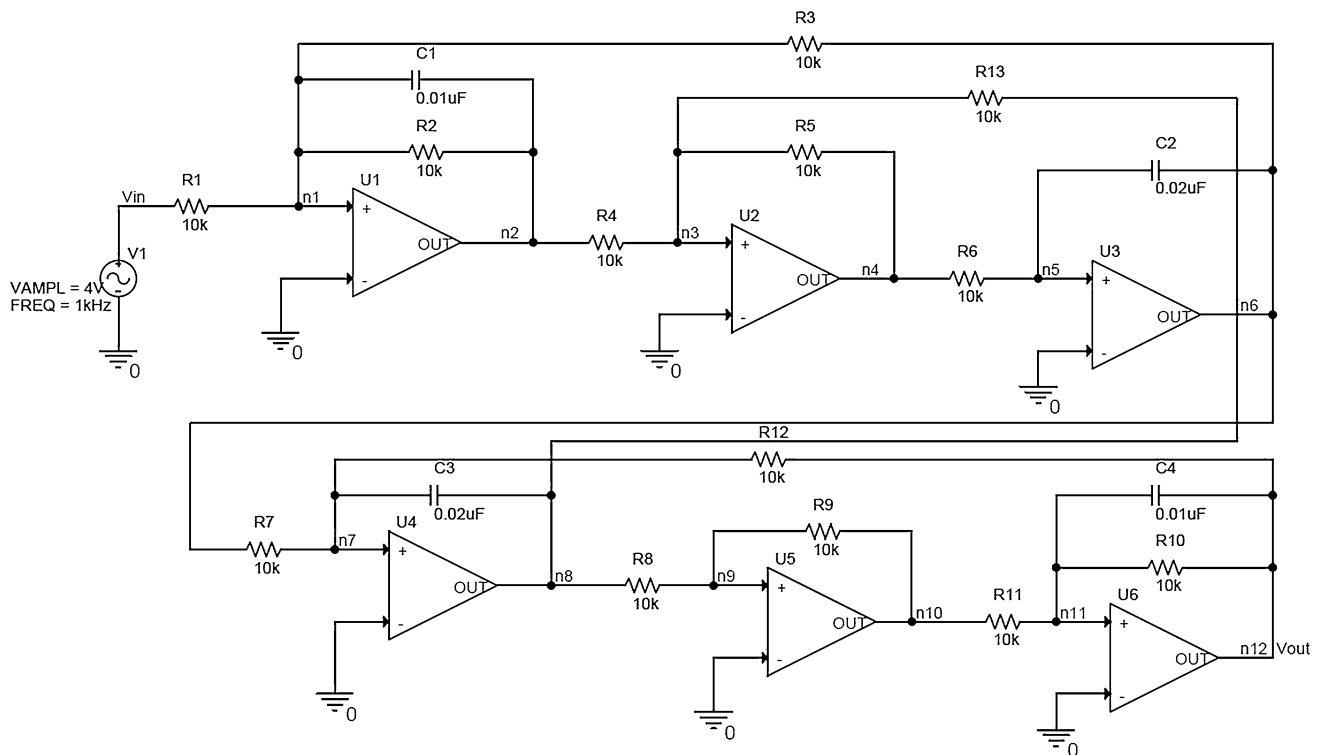 R3
10k
C1
0.01uF
R13
10k
R2
10k
R5
10k
C2
0.02uF
Vin
R1
10k
n1
U1
+
-
OUT
n2
R4
10k
n3
U2
+
-
OUT
n4
R6
10k
n5
U3
+
-
OUT
n6
V1
+
-
VAMPL = 4V
FREQ = 1kHz
0
0
0
0
R12
10k
C3
0.02uF
C4
0.01uF
R7
10k
n7
U4
+
-
OUT
n8
R8
10k
n9
R9
10k
U5
+
-
OUT
n10
R11
10k
n11
R10
10k
U6
+
-
OUT
n12
Vout
0
0
0